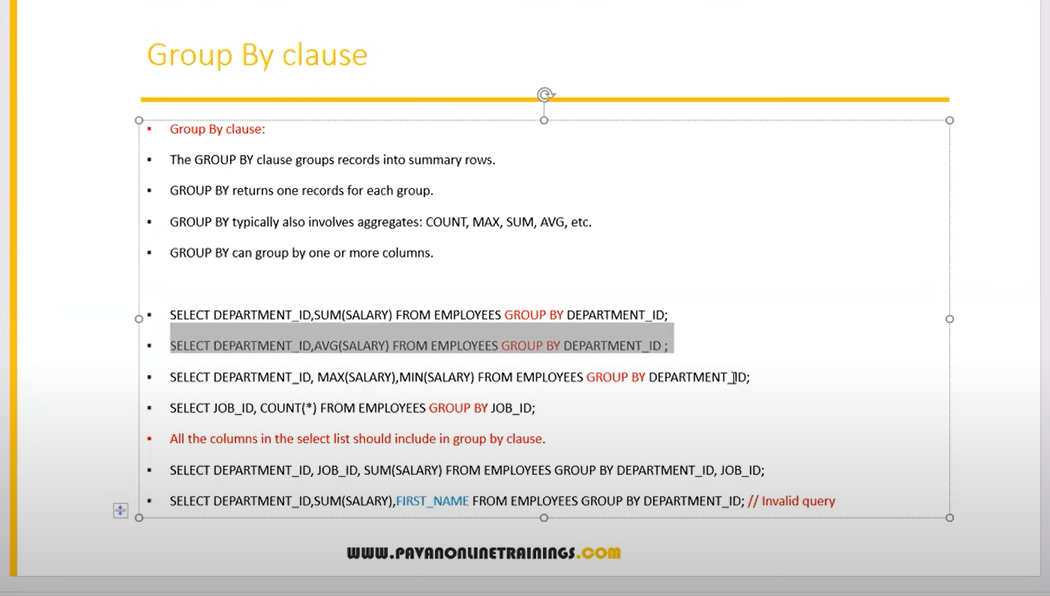 Group By clause
Group By clause:
The GROUP BY clause groups records into summary rows.
GROUP BY returns one records for each group.
GROUP BY typically also involves aggregates: COUNT, MAX, SUM, AVG, etc.
GROUP BY can group by one or more columns.
SELECT DEPARTMENT_ID,SUM(SALARY) FROM EMPLOYEES GROUP BY DEPARTMENT_ID;
SELECT DEPARTMENT_ID,AVG(SALARY) FROM EMPLOYEES GROUP BY DEPARTMENT_ID ;
SELECT DEPARTMENT_ID, MAX(SALARY),MIN(SALARY) FROM EMPLOYEES GROUP BY DEPARTMENT_ID;
SELECT JOB_ID, COUNT(*) FROM EMPLOYEES GROUP BY JOB_ID;
All the columns in the select list should include in group by clause.
SELECT DEPARTMENT_ID, JOB_ID, SUM(SALARY) FROM EMPLOYEES GROUP BY DEPARTMENT_ID, JOB_ID;
SELECT DEPARTMENT_ID,SUM(SALARY),FIRST_NAME FROM EMPLOYEES GROUP BY DEPARTMENT_ID; // Invalid query
WWW.PAVANONLINETRAININGS.COM